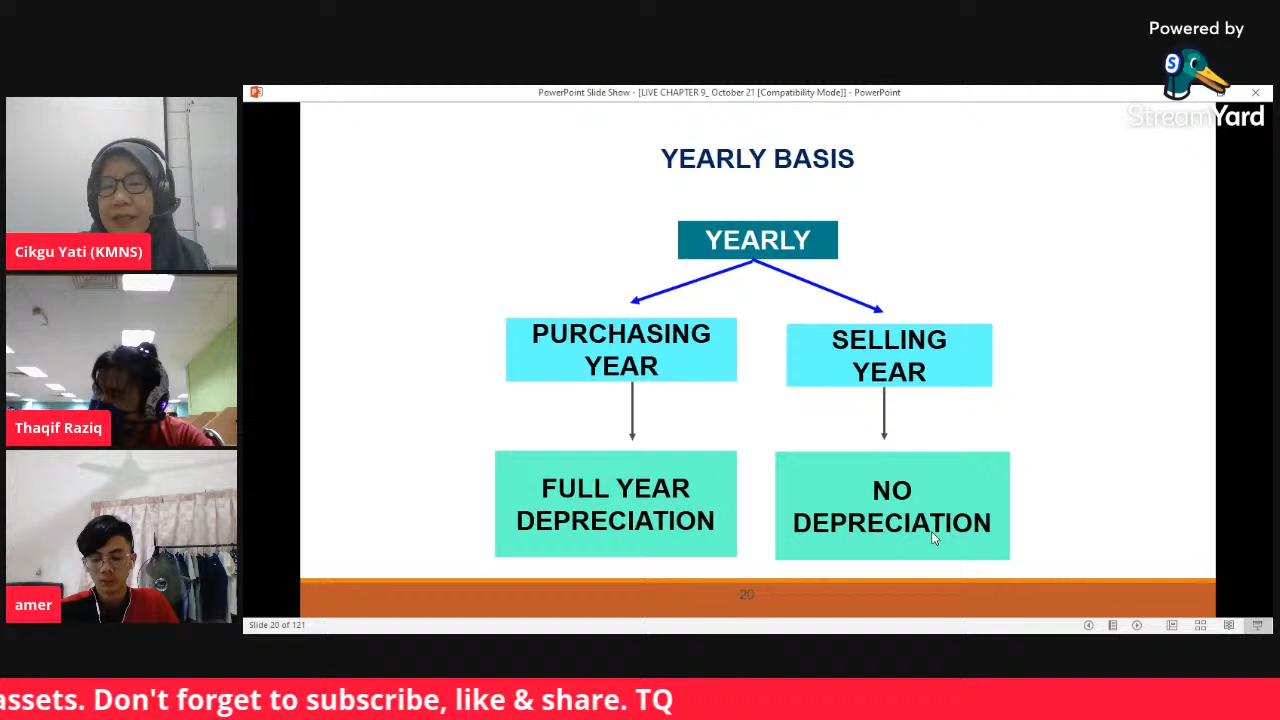 Powered by
S
StreamYard
PowerPoint Slide Show - [LIVE CHAPTER 9_ October 21 [Compatibility Mode]] - PowerPoint
YEARLY BASIS
YEARLY
PURCHASING
YEAR
SELLING
YEAR
FULL YEAR
DEPRECIATION
NO
DEPRECIATION
20
Slide 20 of 121
Cikgu Yati (KMNS)
Thaqif Raziq
amer
assets. Don't forget to subscribe, like & share. TQ